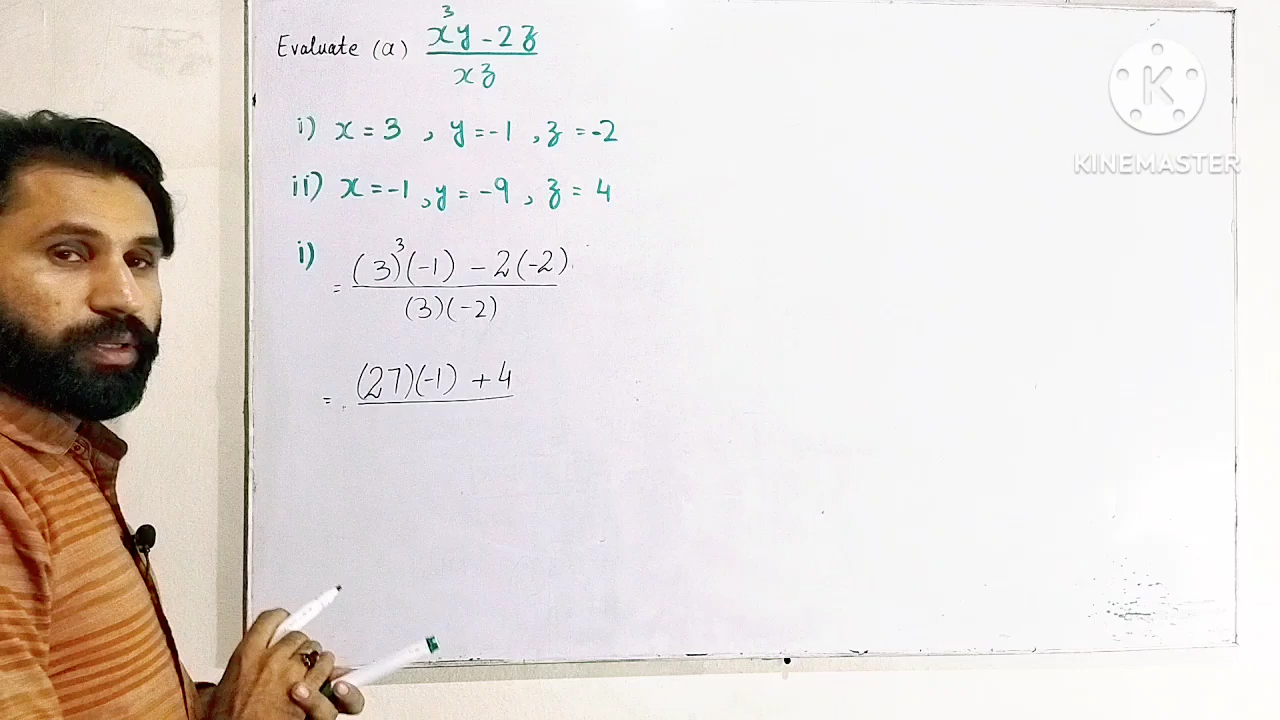 Evaluate (a) x³y - 2z / xz
i) x = 3 , y = -1 , z = -2
ii) x = -1 , y = -9 , z = 4
i) = (3)³(-1) - 2(-2) / (3)(-2)
= (27)(-1) + 4
K
KINEMASTER